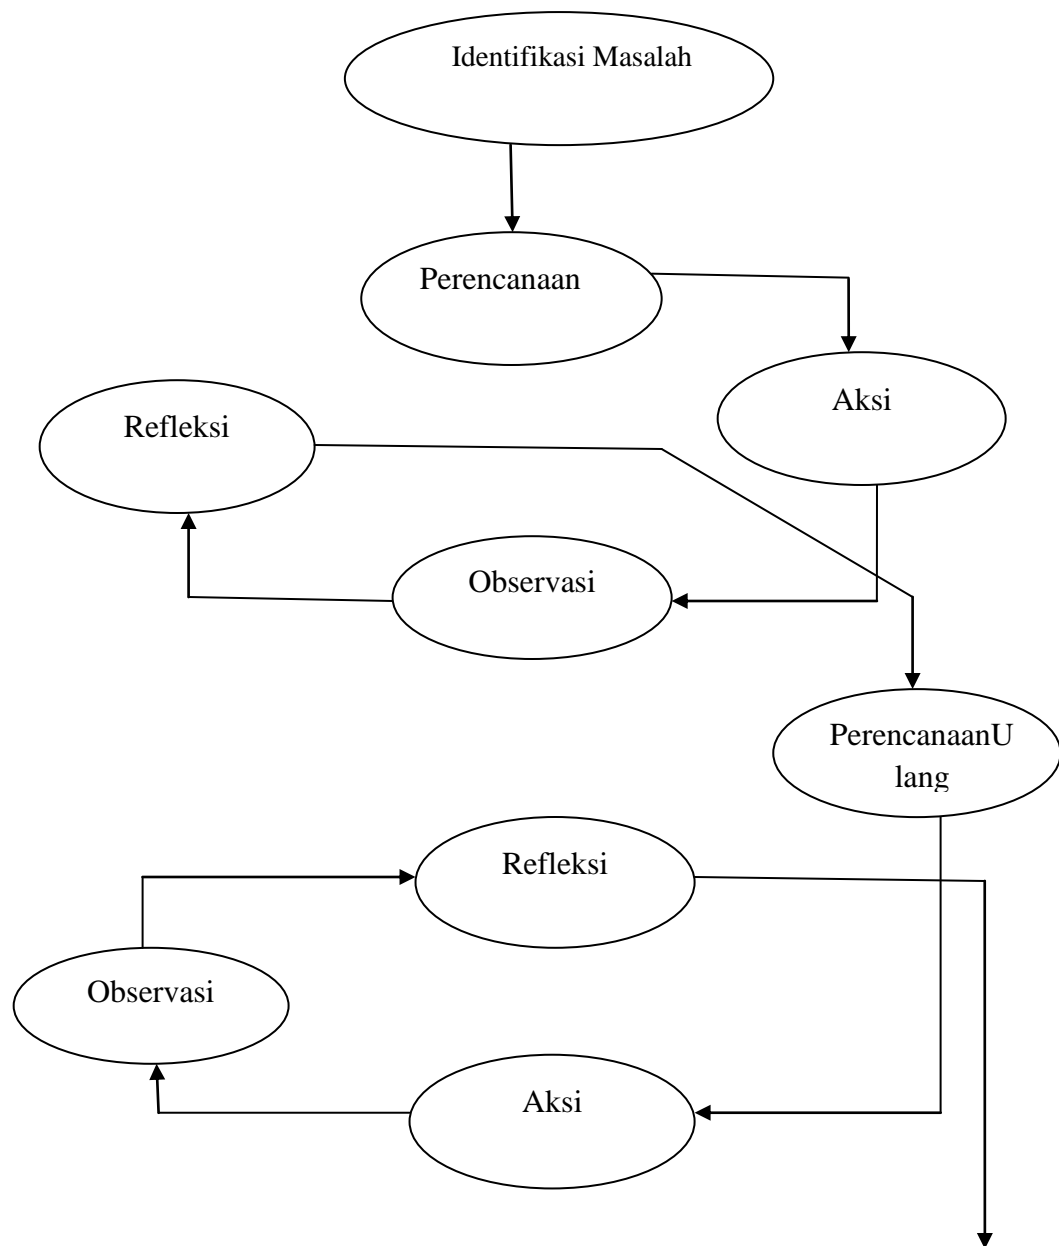 Identifikasi Masalah
Perencanaan
Aksi
Refleksi
Observasi
PerencanaanU
lang
Refleksi
Observasi
Aksi